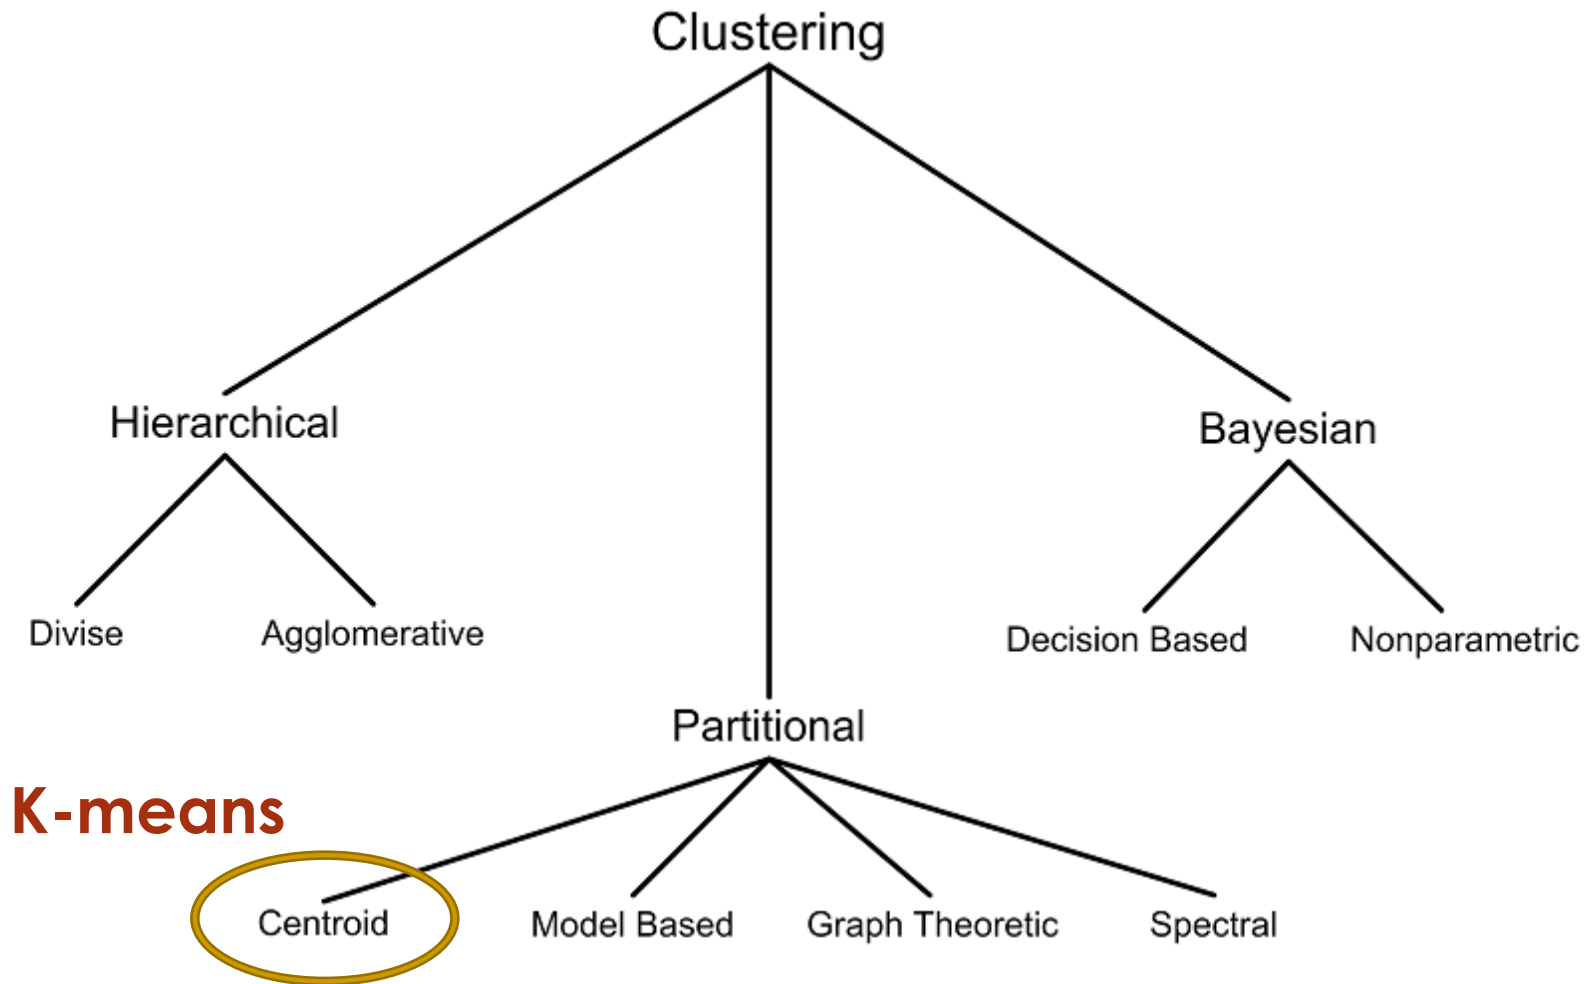 Clustering
Hierarchical
Bayesian
Divise
Agglomerative
Decision Based
Nonparametric
Partitional
K-means
Centroid
Model Based
Graph Theoretic
Spectral